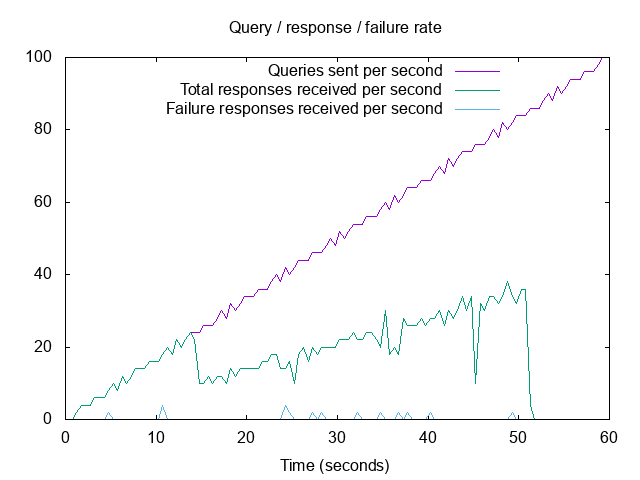 Query / response / failure rate
100
80
60
40
20
0
Queries sent per second
Total responses received per second
Failure responses received per second
0 10 20 30 40 50 60
Time (seconds)